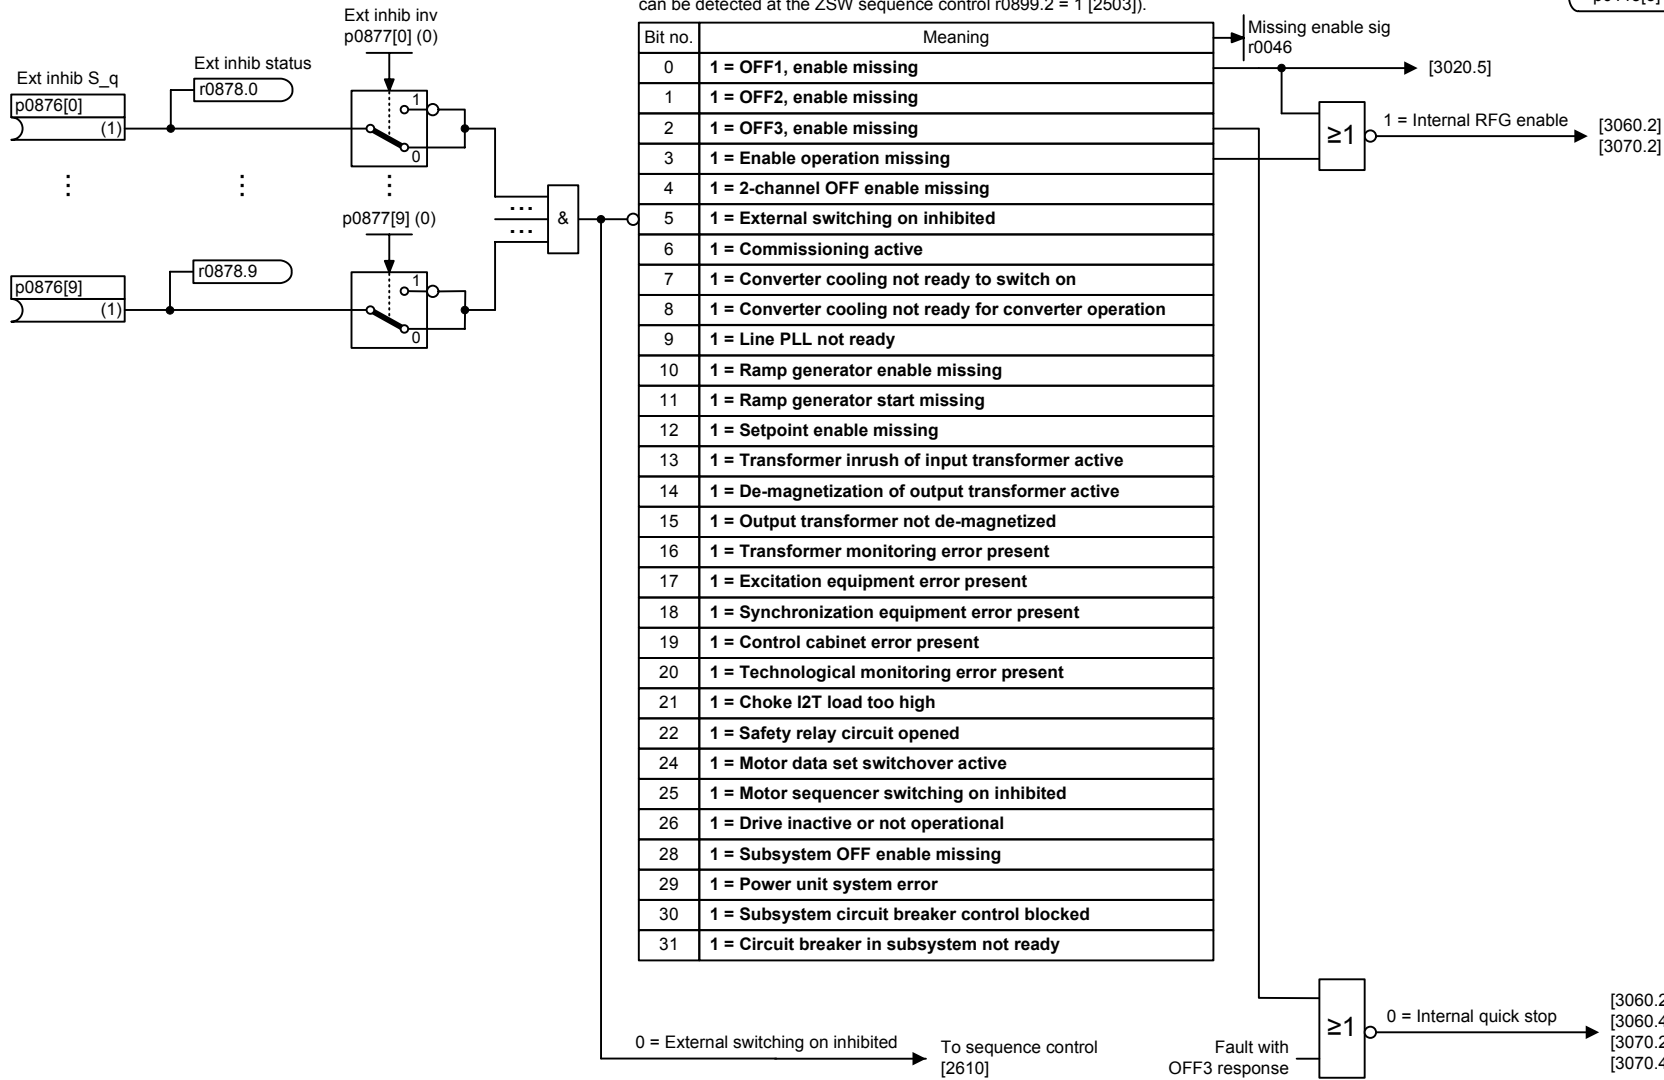 can be detected at the ZSW sequence control r0899.2 = 1 [2503]).
Ext inhib inv
p0877[0] (0)
Ext inhib S_q
Ext inhib status
p0876[0]
(1)
r0878.0
1
0
⋮ ⋮ ⋮
p0877[9] (0)
p0876[9]
(1)
r0878.9
1
0
...
...
&
Bit no. Meaning
0 1 = OFF1, enable missing
1 1 = OFF2, enable missing
2 1 = OFF3, enable missing
3 1 = Enable operation missing
4 1 = 2-channel OFF enable missing
5 1 = External switching on inhibited
6 1 = Commissioning active
7 1 = Converter cooling not ready to switch on
8 1 = Converter cooling not ready for converter operation
9 1 = Line PLL not ready
10 1 = Ramp generator enable missing
11 1 = Ramp generator start missing
12 1 = Setpoint enable missing
13 1 = Transformer inrush of input transformer active
14 1 = De-magnetization of output transformer active
15 1 = Output transformer not de-magnetized
16 1 = Transformer monitoring error present
17 1 = Excitation equipment error present
18 1 = Synchronization equipment error present
19 1 = Control cabinet error present
20 1 = Technological monitoring error present
21 1 = Choke I2T load too high
22 1 = Safety relay circuit opened
24 1 = Motor data set switchover active
25 1 = Motor sequencer switching on inhibited
26 1 = Drive inactive or not operational
28 1 = Subsystem OFF enable missing
29 1 = Power unit system error
30 1 = Subsystem circuit breaker control blocked
31 1 = Circuit breaker in subsystem not ready
Missing enable sig
r0046
[3020.5]
≥1
1 = Internal RFG enable
[3060.2]
[3070.2]
0 = External switching on inhibited
To sequence control
[2610]
Fault with
OFF3 response
≥1
0 = Internal quick stop
[3060.2
[3060.4
[3070.2
[3070.4